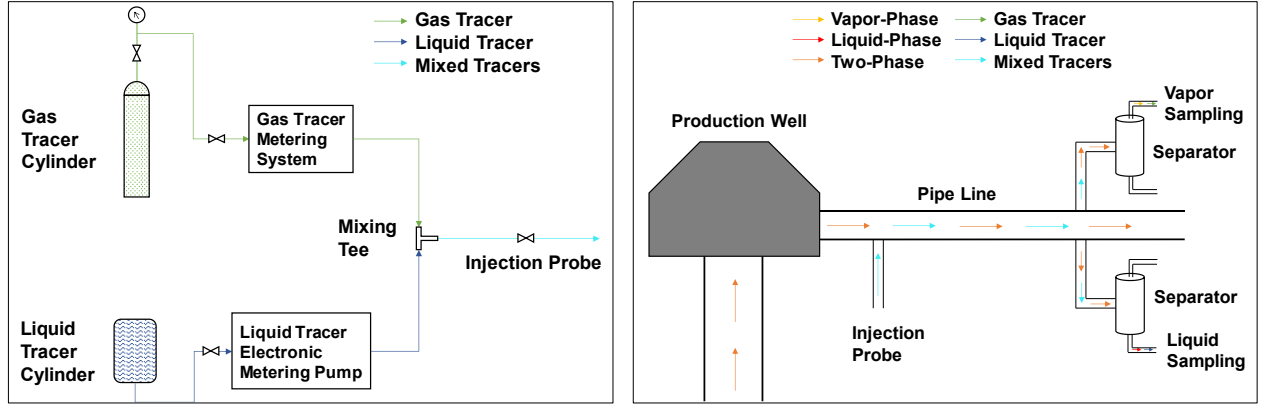 Gas Tracer
Liquid Tracer
Mixed Tracers
Gas
Tracer
Cylinder
Gas Tracer
Metering
System
Mixing
Tee
Injection Probe
Liquid
Tracer
Cylinder
Liquid Tracer
Electronic
Metering Pump
Vapor-Phase
Liquid-Phase
Two-Phase
Gas Tracer
Liquid Tracer
Mixed Tracers
Vapor
Sampling
Production Well
Separator
Pipe Line
Separator
Injection
Probe
Liquid
Sampling